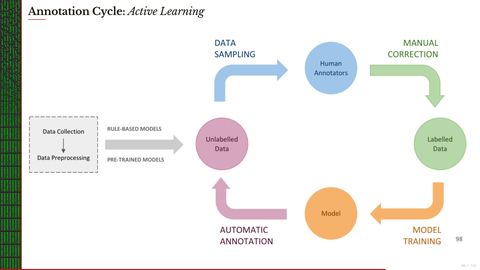 Annotation Cycle: Active Learning
DATA
SAMPLING
MANUAL
CORRECTION
Human
Annotators
Data Collection
Data Preprocessing
RULE-BASED MODELS
PRE-TRAINED MODELS
Unlabelled
Data
Labelled
Data
Model
AUTOMATIC
ANNOTATION
MODEL
TRAINING
98